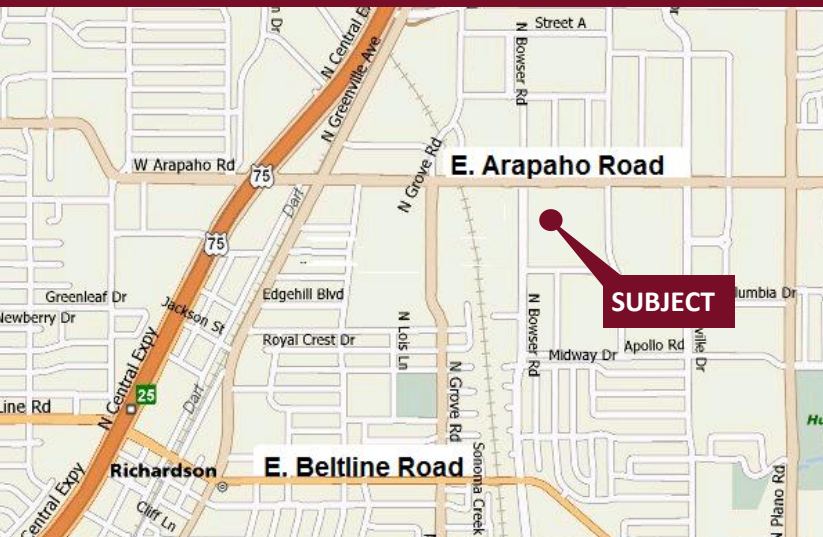 Street A
N Central E
N Greenville Ave
N Bowser Rd
W Arapaho Rd
E. Arapaho Road
75
N Grove Rd
Dart
75
SUBJECT
Greenleaf Dr
Newberry Dr
Jackson St
Edgehill Blvd
N Lois Ln
N Bowser Rd
lumbia Dr
Royal Crest Dr
Midway Dr
Apollo Rd
ville Dr
N Central Expy
25
Dart
N Grove Rd
Line Rd
Hu
Richardson
E. Beltline Road
Sonoma Creek
N Plano Rd
Central Expy
Cliff Ln